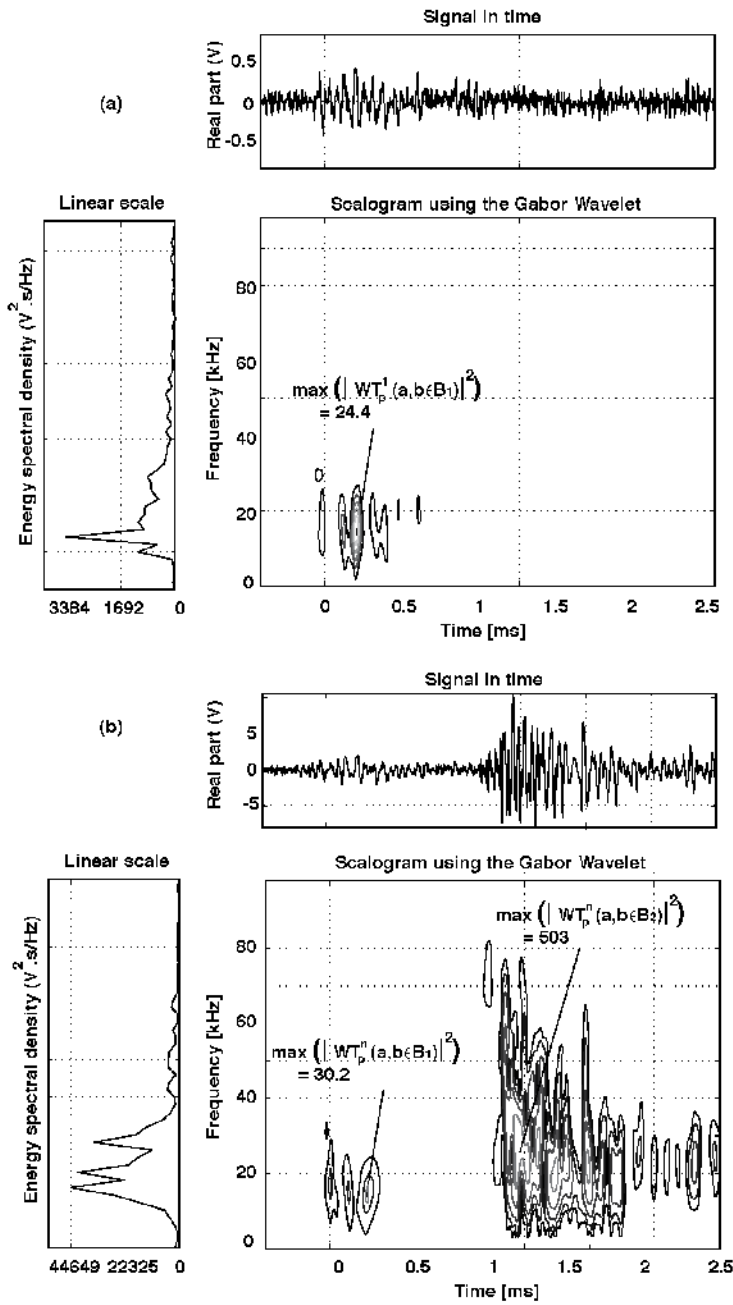 Signal in time
(a)
Real part (V)
0.5
0
-0.5
Linear scale
Scalogram using the Gabor Wavelet
Energy spectral density (V².s/Hz)
Frequency [kHz]
80
60
40
20
0
max (| WT_p^t (a,bϵB₁)|²)
= 24.4
3384 1692 0
0 0.5 1 1.5 2 2.5
Time [ms]
Signal in time
(b)
Real part (V)
5
0
-5
Linear scale
Scalogram using the Gabor Wavelet
Energy spectral density (V².s/Hz)
Frequency [kHz]
80
60
40
20
0
max (| WT_p^n (a,bϵB₂)|²)
= 503
max (| WT_p^n (a,bϵB₁)|²)
= 30.2
44649 22325 0
0 0.5 1 1.5 2 2.5
Time [ms]